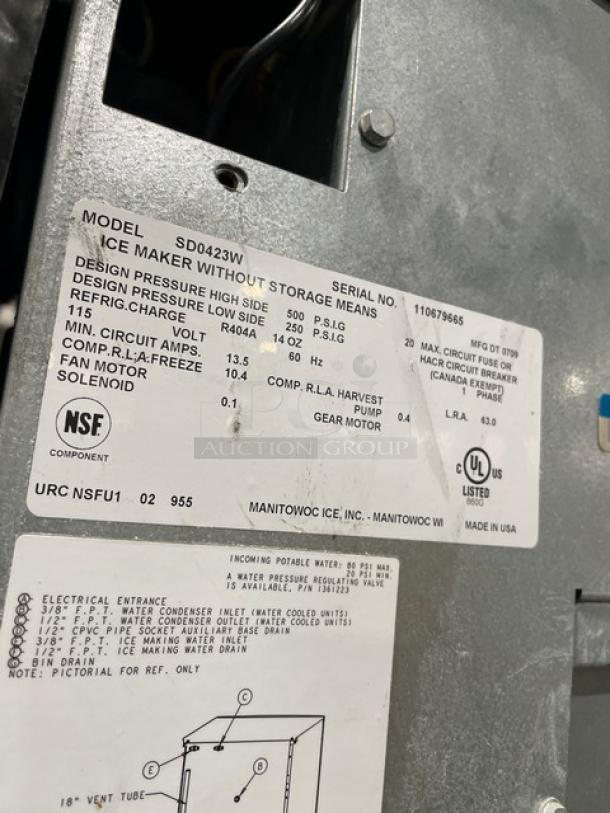 MODEL SD0423W SERIAL NO. 110679665
ICE MAKER WITHOUT STORAGE MEANS MFG DT 0709
DESIGN PRESSURE HIGH SIDE 500 P.S.I.G
DESIGN PRESSURE LOW SIDE 250 P.S.I.G
REFRIG.CHARGE R404A 14 OZ 20 MAX. CIRCUIT FUSE OR
HACR CIRCUIT BREAKER
(CANADA EXEMPT)
115 VOLT 60 Hz 1 PHASE
MIN. CIRCUIT AMPS. 13.5
COMP.R.L.A.FREEZE 10.4 COMP. R.L.A. HARVEST L.R.A. 63.0
FAN MOTOR PUMP 0.4
SOLENOID 0.1 GEAR MOTOR
NSF
COMPONENT
C UL US
LISTED
860G
PCI
AUCTION GROUP
URC NSFU1 02 955 MANITOWOC ICE, INC. - MANITOWOC WI MADE IN USA
INCOMING POTABLE WATER: 80 PSI MAX.
20 PSI MIN.
A WATER PRESSURE REGULATING VALVE
IS AVAILABLE, P/N 1361223
A ELECTRICAL ENTRANCE
B 3/8" F.P.T. WATER CONDENSER INLET (WATER COOLED UNITS)
C 1/2" F.P.T. WATER CONDENSER OUTLET (WATER COOLED UNITS)
D 1/2" CPVC PIPE SOCKET AUXILIARY BASE DRAIN
E 3/8" F.P.T. ICE MAKING WATER INLET
F 1/2" F.P.T. ICE MAKING WATER DRAIN
G BIN DRAIN
NOTE: PICTORIAL FOR REF. ONLY
C
E
B
18" VENT TUBE